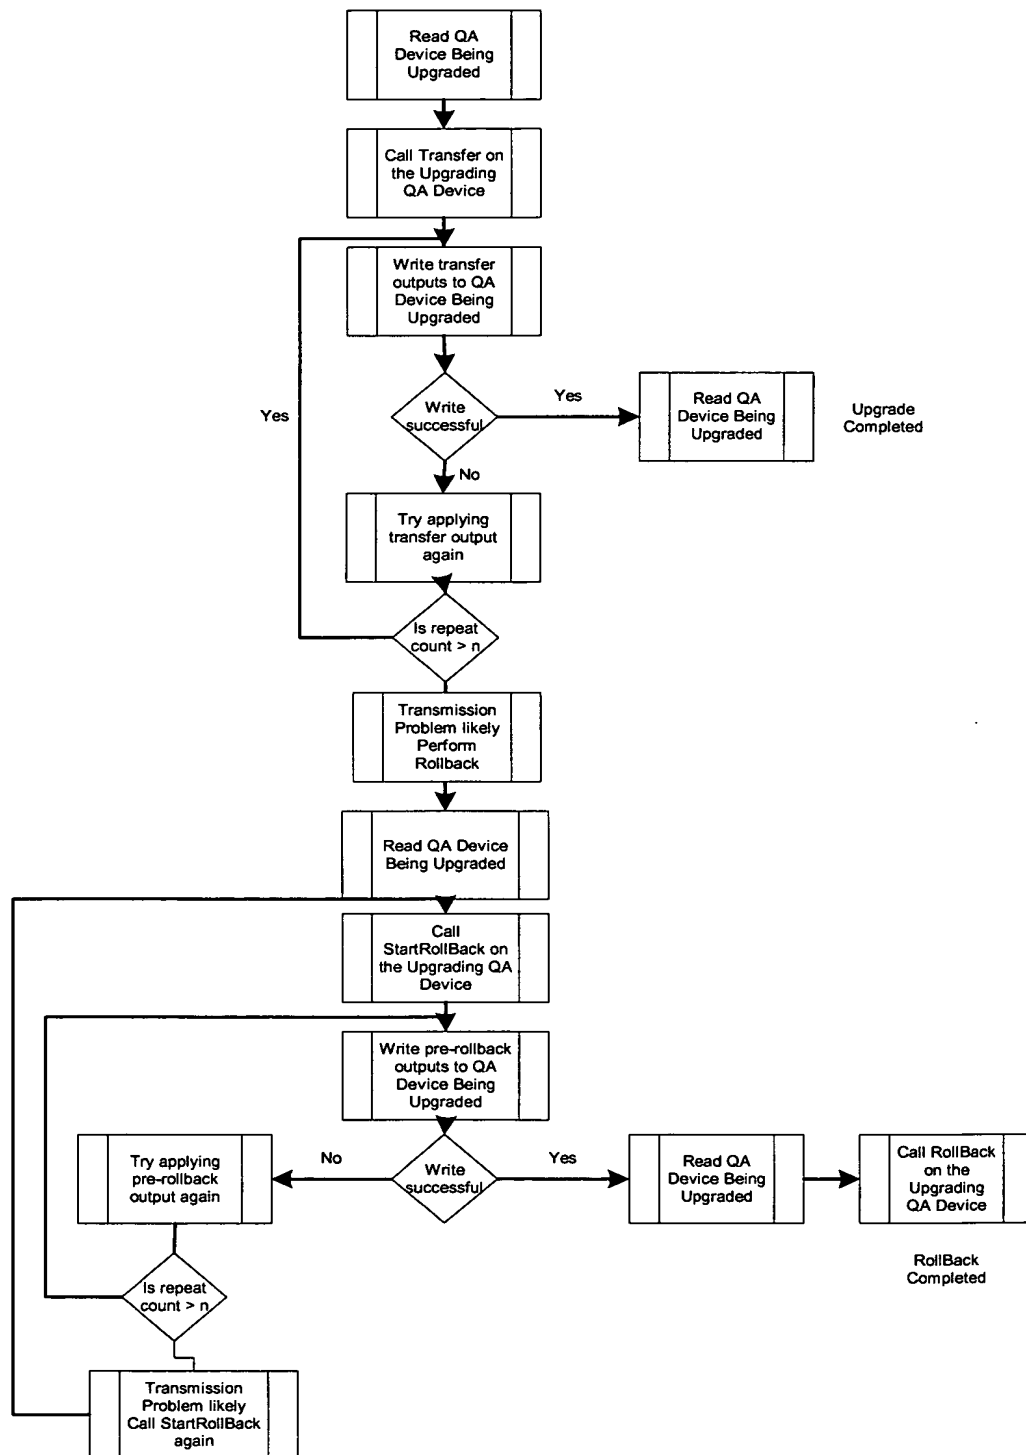 Read QA
Device Being
Upgraded
Call Transfer on
the Upgrading
QA Device
Write transfer
outputs to QA
Device Being
Upgraded
Yes
Write
successful
Yes
Read QA
Device Being
Upgraded
Upgrade
Completed
No
Try applying
transfer output
again
Is repeat
count > n
Transmission
Problem likely
Perform
Rollback
Read QA Device
Being Upgraded
Call
StartRollBack on
the Upgrading QA
Device
Write pre-rollback
outputs to QA
Device Being
Upgraded
Try applying
pre-rollback
output again
No
Write
successful
Yes
Read QA
Device Being
Upgraded
Call RollBack
on the
Upgrading
QA Device
RollBack
Completed
Is repeat
count > n
Transmission
Problem likely
Call StartRollBack
again